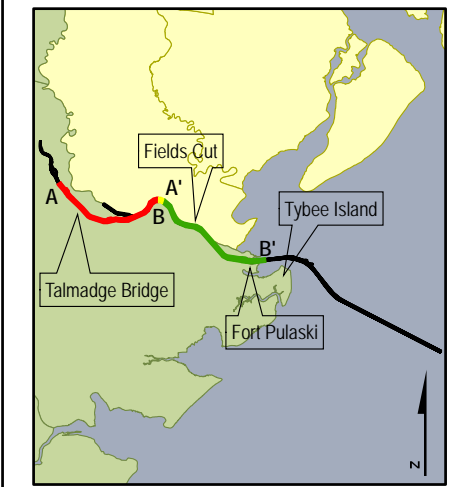 Fields Cut
A'
A
B
Tybee Island
B'
Talmadge Bridge
Fort Pulaski
N